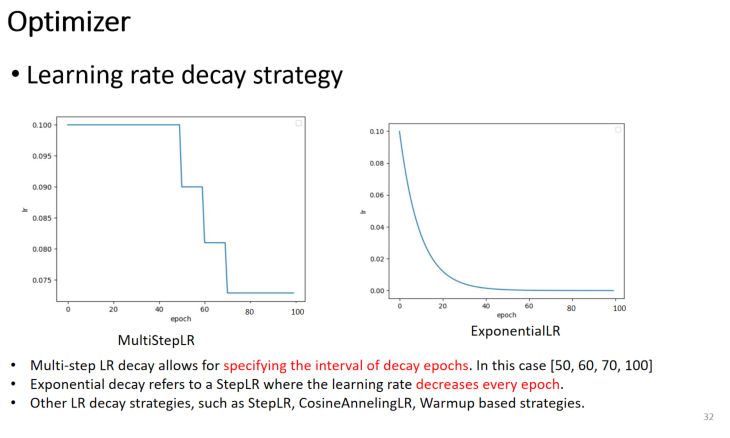 Optimizer
• Learning rate decay strategy
0.100
0.095
0.090
0.085
0.080
0.075
lr
0 20 40 60 80 100
epoch
MultiStepLR
0.10
0.08
0.06
0.04
0.02
0.00
lr
0 20 40 60 80 100
epoch
ExponentialLR
• Multi-step LR decay allows for specifying the interval of decay epochs. In this case [50, 60, 70, 100]
• Exponential decay refers to a StepLR where the learning rate decreases every epoch.
• Other LR decay strategies, such as StepLR, CosineAnnelingLR, Warmup based strategies.
32